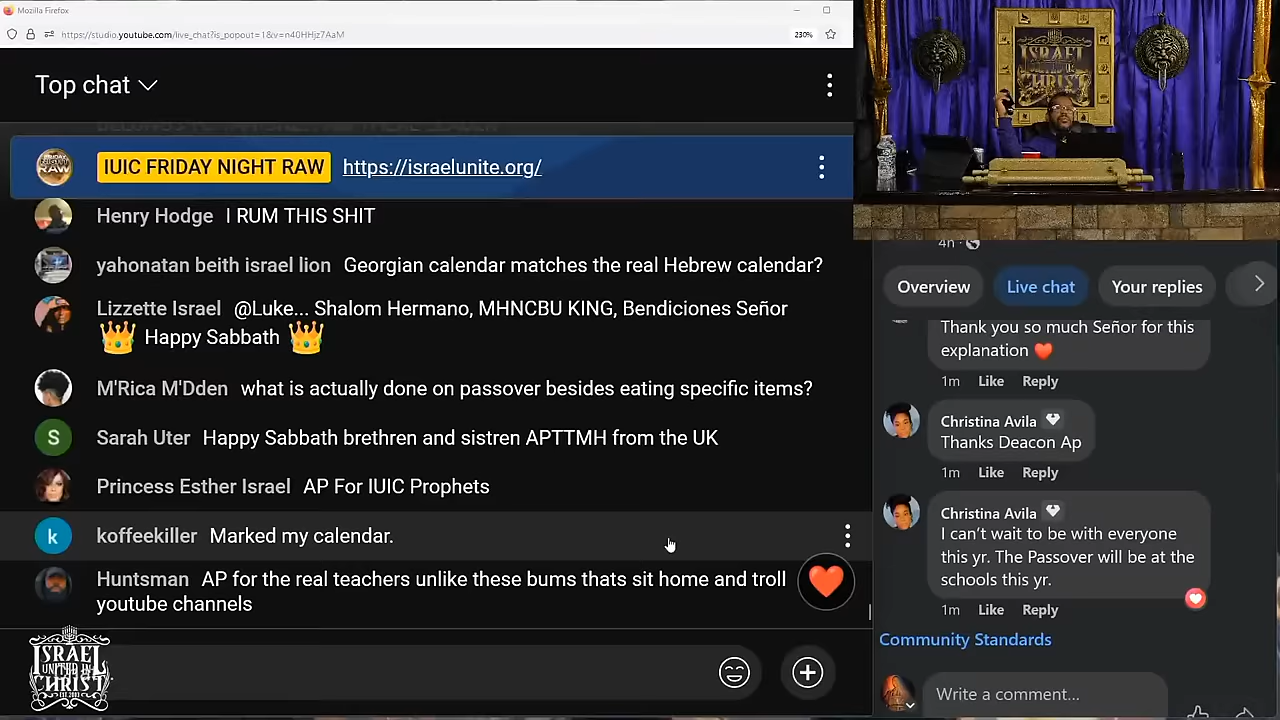 Mozilla Firefox
https://studio.youtube.com/live_chat?is_popout=1&v=n40HHjz7AaM
230%
Top chat
IUIC FRIDAY NIGHT RAW https://israelunite.org/
Henry Hodge I RUM THIS SHIT
yahonatan beith israel lion Georgian calendar matches the real Hebrew calendar?
Lizzette Israel @Luke... Shalom Hermano, MHNCBU KING, Bendiciones Señor
Happy Sabbath
M'Rica M'Dden what is actually done on passover besides eating specific items?
S Sarah Uter Happy Sabbath brethren and sistren APTTMH from the UK
Princess Esther Israel AP For IUIC Prophets
k koffeekiller Marked my calendar.
Huntsman AP for the real teachers unlike these bums thats sit home and troll
youtube channels
ISRAEL
UNITED IN
CHRIST
ISRAEL
UNITED IN
CHRIST
4h
Overview Live chat Your replies
Thank you so much Señor for this
explanation
1m Like Reply
Christina Avila
Thanks Deacon Ap
1m Like Reply
Christina Avila
I can't wait to be with everyone
this yr. The Passover will be at the
schools this yr.
1m Like Reply
Community Standards
Write a comment...